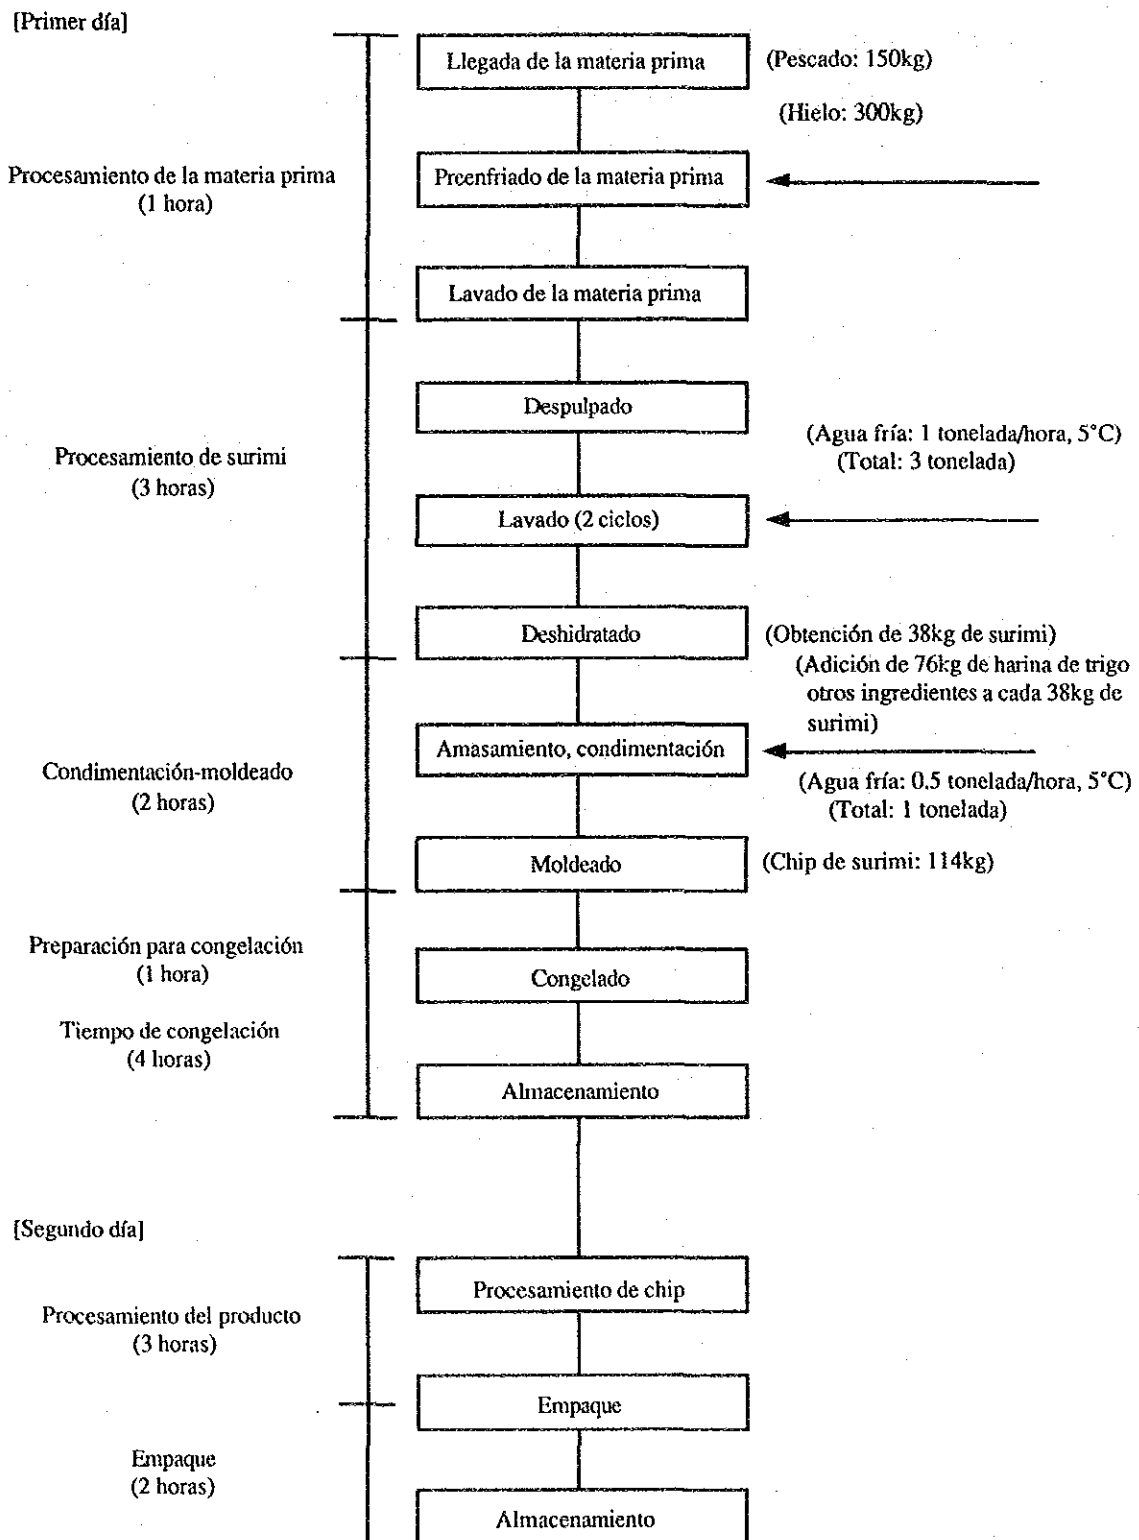 [Primer día]
Llegada de la materia prima
(Pescado: 150kg)
(Hielo: 300kg)
Procesamiento de la materia prima
(1 hora)
Preenfriado de la materia prima
Lavado de la materia prima
Despulpado
(Agua fría: 1 tonelada/hora, 5°C)
(Total: 3 tonelada)
Procesamiento de surimi
(3 horas)
Lavado (2 ciclos)
Deshidratado
(Obtención de 38kg de surimi)
(Adición de 76kg de harina de trigo
otros ingredientes a cada 38kg de
surimi)
Amasamiento, condimentación
Condimentación-moldeado
(2 horas)
(Agua fría: 0.5 tonelada/hora, 5°C)
(Total: 1 tonelada)
Moldeado
(Chip de surimi: 114kg)
Preparación para congelación
(1 hora)
Congelado
Tiempo de congelación
(4 horas)
Almacenamiento
[Segundo día]
Procesamiento de chip
Procesamiento del producto
(3 horas)
Empaque
Empaque
(2 horas)
Almacenamiento